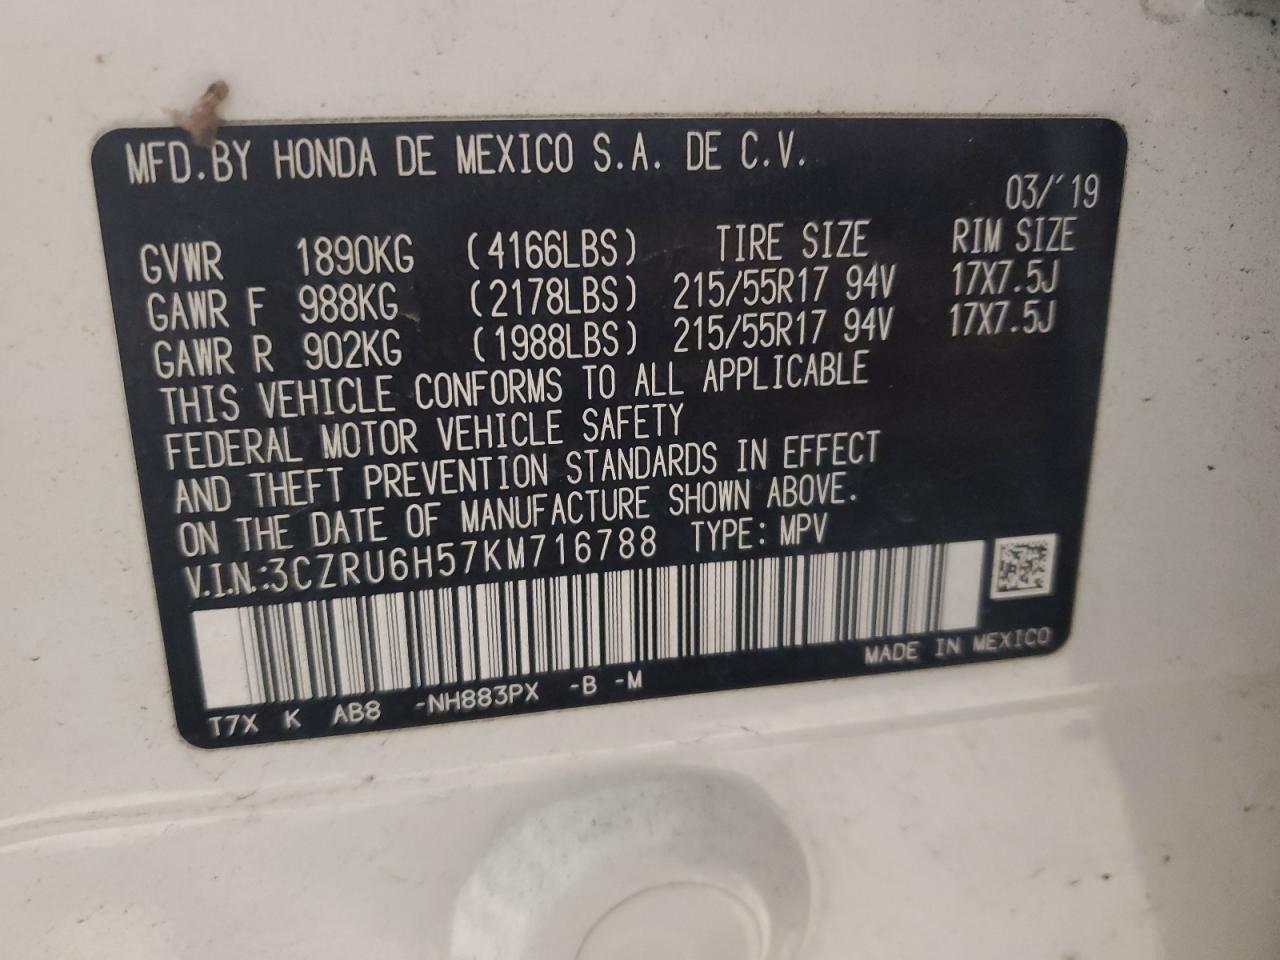 MFD.BY HONDA DE MEXICO S.A. DE C.V.
03/'19
GVWR 1890KG (4166LBS) TIRE SIZE RIM SIZE
GAWR F 988KG (2178LBS) 215/55R17 94V 17X7.5J
GAWR R 902KG (1988LBS) 215/55R17 94V 17X7.5J
THIS VEHICLE CONFORMS TO ALL APPLICABLE
FEDERAL MOTOR VEHICLE SAFETY
AND THEFT PREVENTION STANDARDS IN EFFECT
ON THE DATE OF MANUFACTURE SHOWN ABOVE.
V.I.N.:3CZRU6H57KM716788 TYPE: MPV
MADE IN MEXICO
T7X K AB8 -NH883PX -B -M